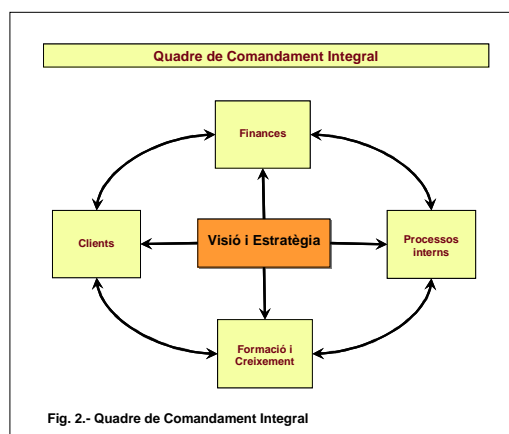 Quadre de Comandament Integral
Finances
Clients
Visió i Estratègia
Processos
interns
Formació i
Creixement
Fig. 2.- Quadre de Comandament Integral